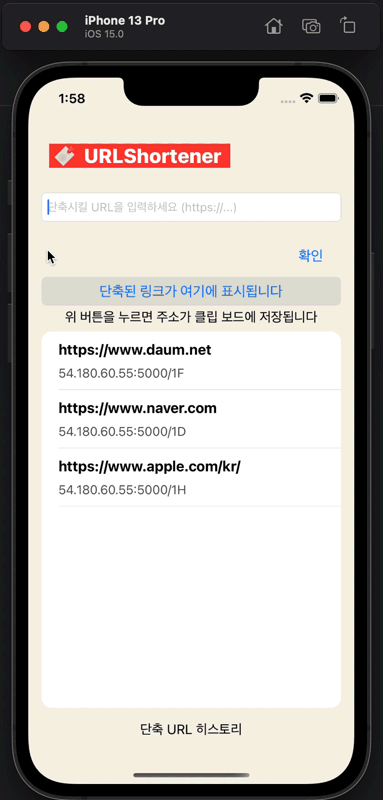 iPhone 13 Pro
iOS 15.0
1:58
URLShortener
단축시킬 URL을 입력하세요 (https://...)
확인
단축된 링크가 여기에 표시됩니다
위 버튼을 누르면 주소가 클립 보드에 저장됩니다
https://www.daum.net
54.180.60.55:5000/1F
https://www.naver.com
54.180.60.55:5000/1D
https://www.apple.com/kr/
54.180.60.55:5000/1H
단축 URL 히스토리